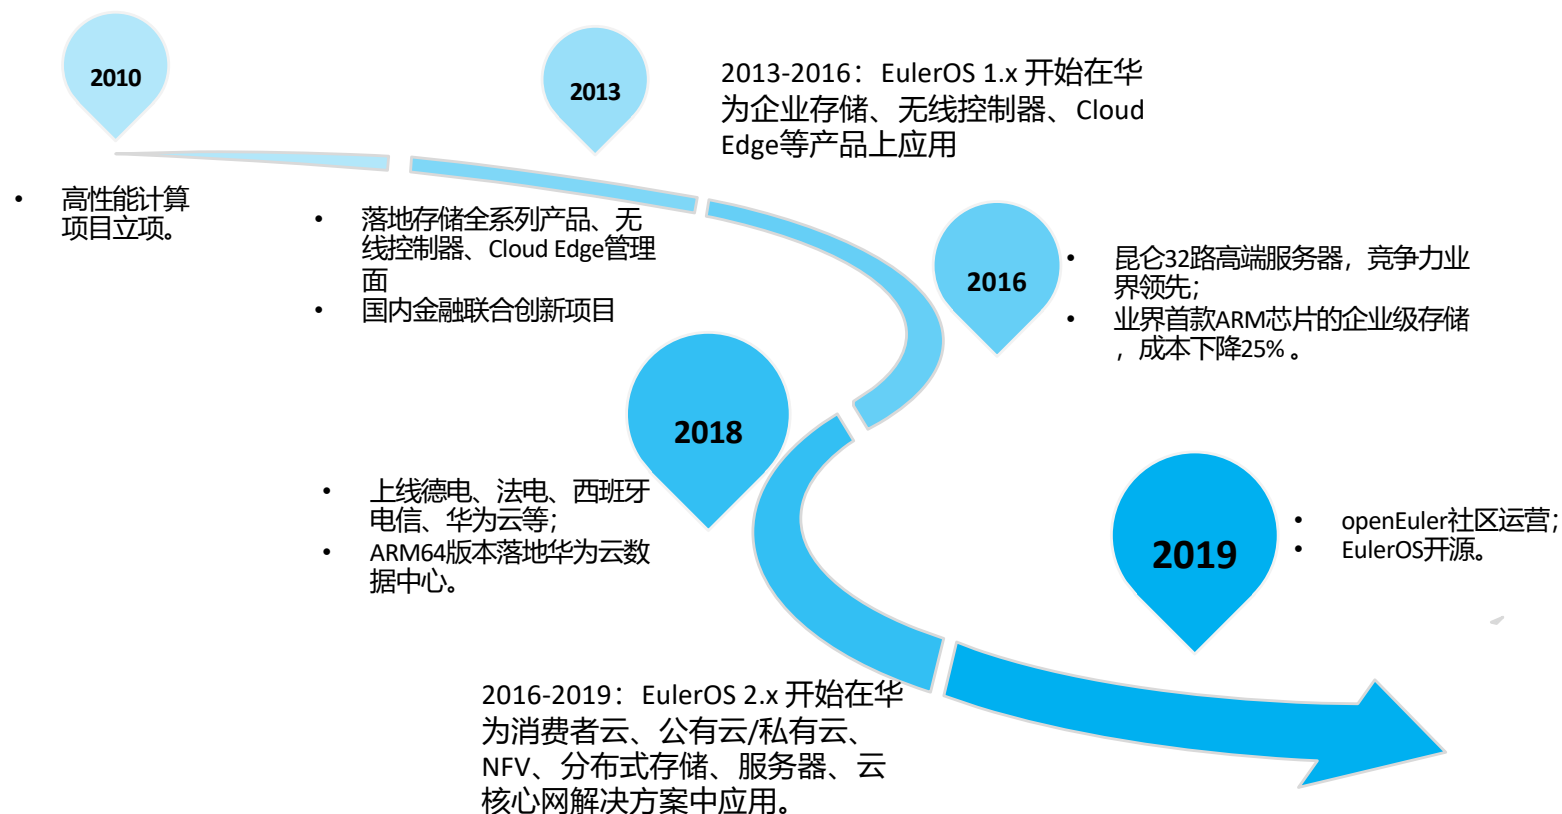 2010
• 高性能计算
项目立项。
2013
• 落地存储全系列产品、无
线控制器、Cloud Edge管理
面
• 国内金融联合创新项目
2013-2016：EulerOS 1.x 开始在华
为企业存储、无线控制器、Cloud
Edge等产品上应用
2016
• 昆仑32路高端服务器，竞争力业
界领先；
• 业界首款ARM芯片的企业级存储
，成本下降25% 。
2018
• 上线德电、法电、西班牙
电信、华为云等；
• ARM64版本落地华为云数
据中心。
2019
• openEuler社区运营；
• EulerOS开源。
2016-2019：EulerOS 2.x 开始在华
为消费者云、公有云/私有云、
NFV、分布式存储、服务器、云
核心网解决方案中应用。